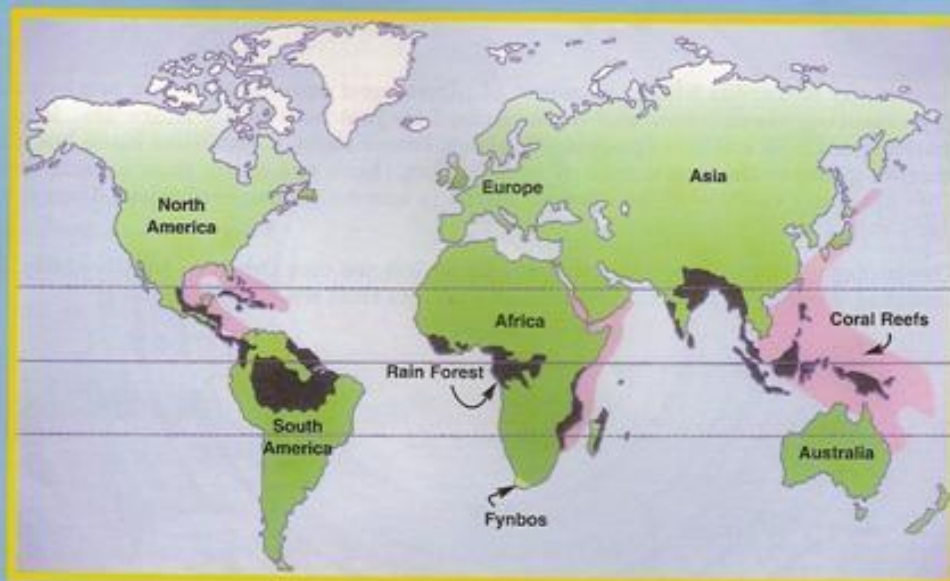 North
America
Europe
Asia
Africa
Coral Reefs
Rain Forest
South
America
Australia
Fynbos